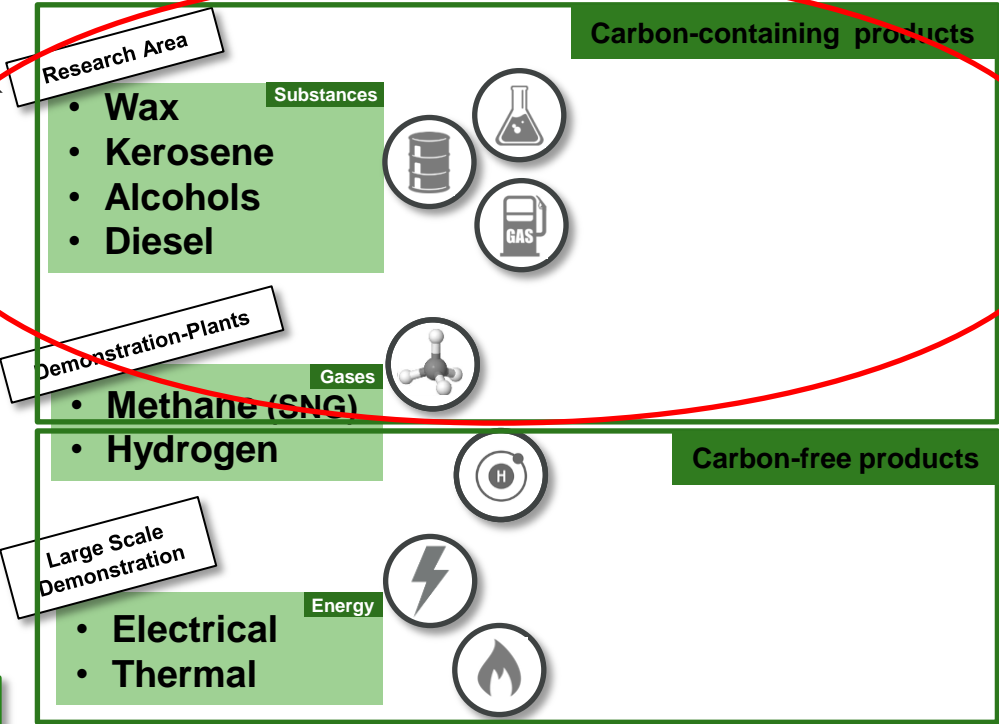 Carbon-containing products
Research Area
Substances
• Wax
• Kerosene
• Alcohols
• Diesel
GAS
Demonstration-Plants
Gases
• Methane (SNG)
• Hydrogen
H
Carbon-free products
Large Scale
Demonstration
Energy
• Electrical
• Thermal